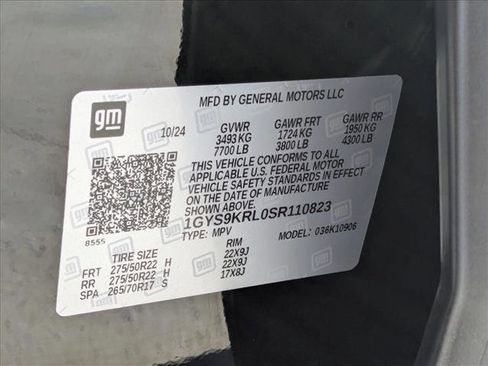 gm
MFD BY GENERAL MOTORS LLC
10/24 GVWR GAWR FRT GAWR RR
3493 KG 1724 KG 1950 KG
7700 LB 3800 LB 4300 LB
THIS VEHICLE CONFORMS TO ALL
APPLICABLE U.S. FEDERAL MOTOR
VEHICLE SAFETY STANDARDS IN EFFECT ON
THE DATE OF MANUFACTURE
1GYS9KRL0SR110823
8555 TYPE: MPV MODEL: 036K10906
TIRE SIZE RIM
FRT 275/50R22 H 22X9J
RR 275/50R22 H 22X9J
SPA 265/70R17 S 17X8J